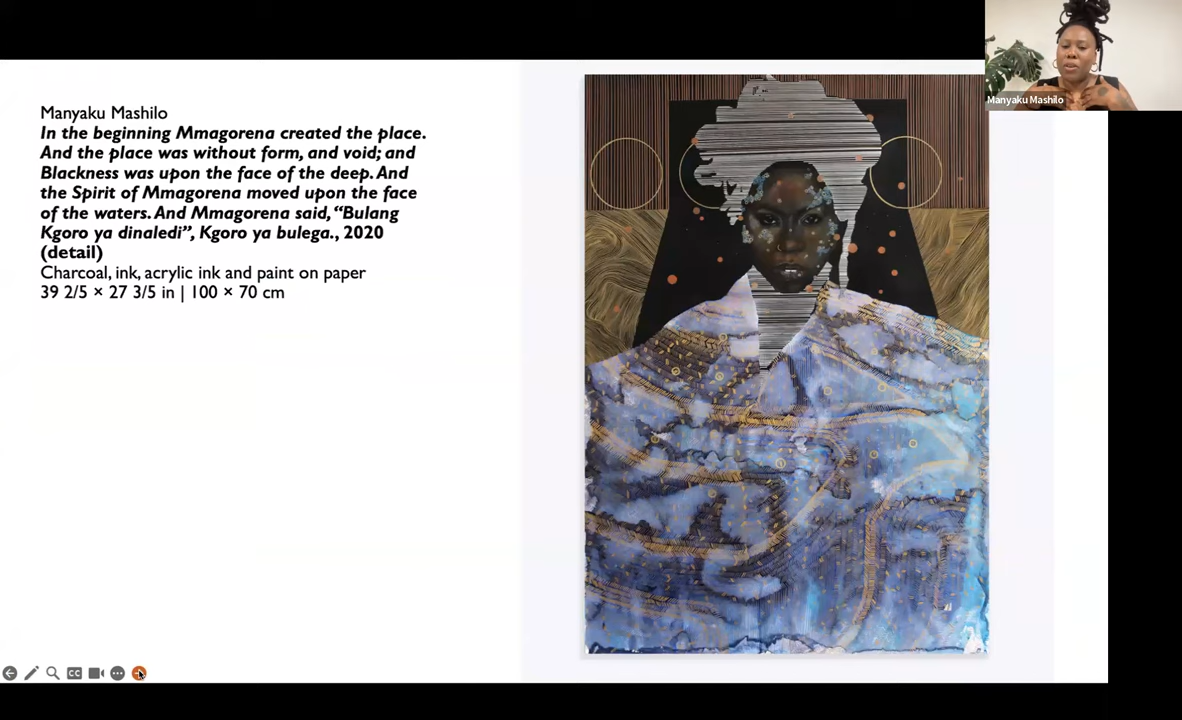 Manyaku Mashilo
In the beginning Mmagorena created the place.
And the place was without form, and void; and
Blackness was upon the face of the deep. And
the Spirit of Mmagorena moved upon the face
of the waters. And Mmagorena said, “Bulang
Kgoro ya dinaledi”, Kgoro ya bulega., 2020
(detail)
Charcoal, ink, acrylic ink and paint on paper
39 2/5 × 27 3/5 in | 100 × 70 cm
Manyaku Mashilo
CC